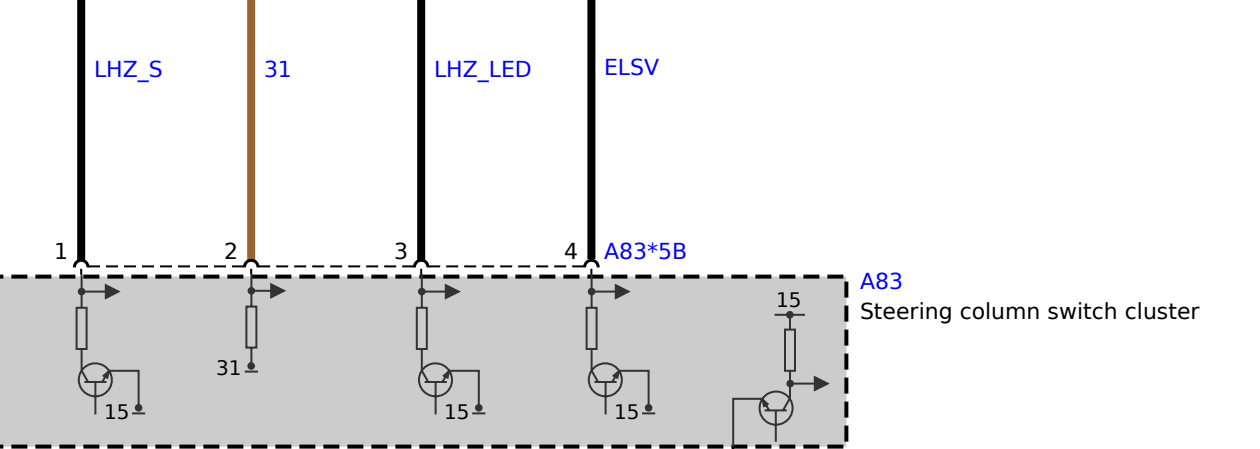 LHZ_S 31 LHZ_LED ELSV
1 2 3 4 A83*5B
A83
15 Steering column switch cluster
31
15 15 15